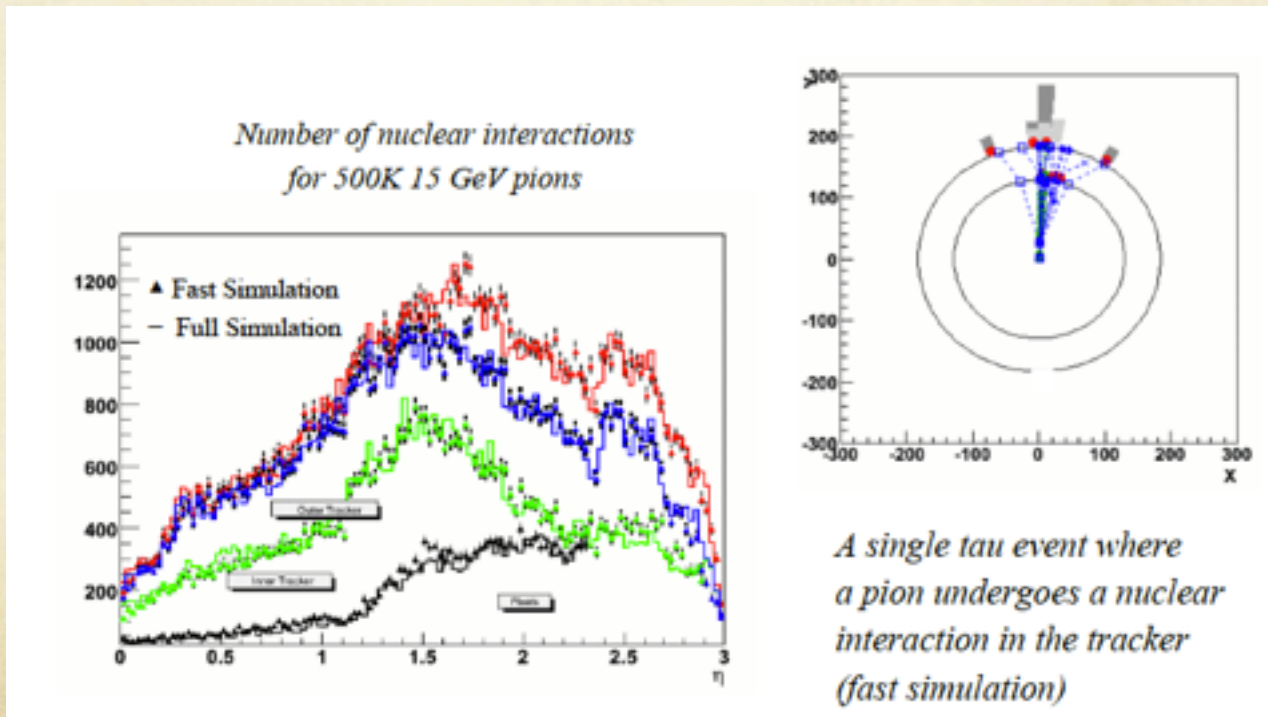 Number of nuclear interactions
for 500K 15 GeV pions
▲ Fast Simulation
— Full Simulation
1200
1000
800
600
400
200
Outer Tracker
Inner Tracker
Pixels
0 0.5 1 1.5 2 2.5 3
η
Y
300
200
100
0
-100
-200
-300
-300 -200 -100 0 100 200 300
X
A single tau event where
a pion undergoes a nuclear
interaction in the tracker
(fast simulation)